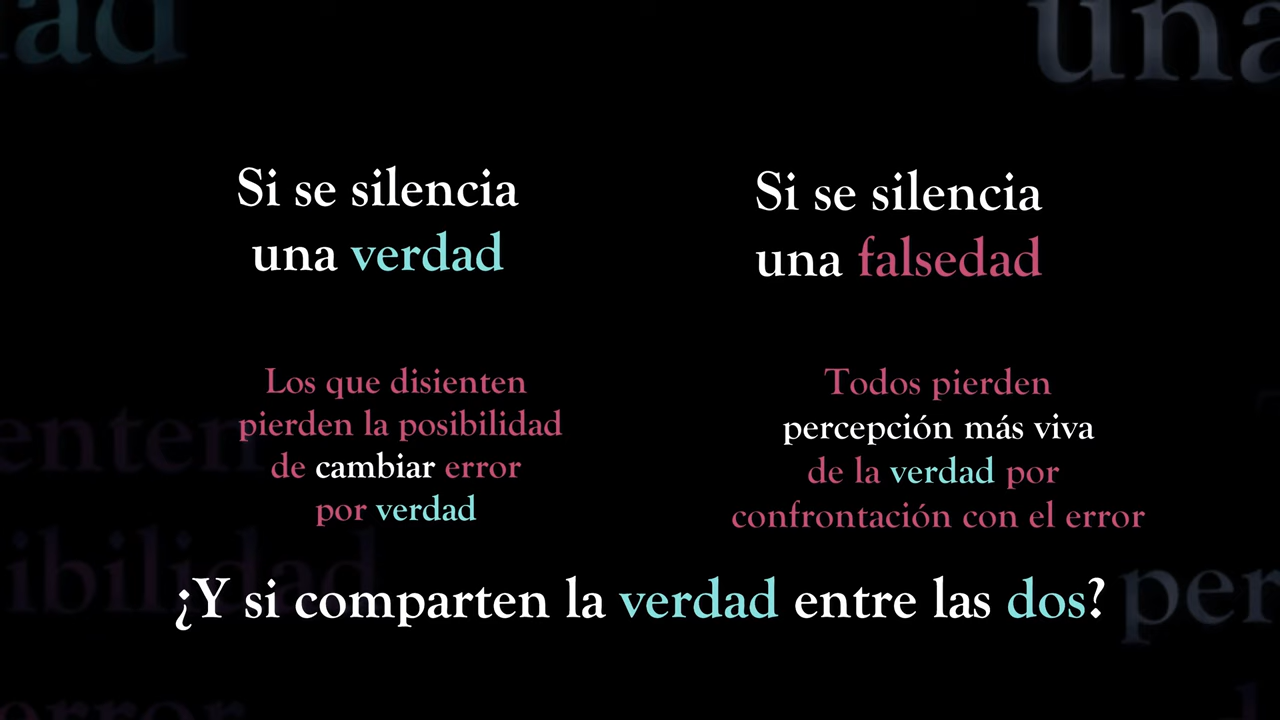 Si se silencia
una verdad
Los que disienten
pierden la posibilidad
de cambiar error
por verdad
Si se silencia
una falsedad
Todos pierden
percepción más viva
de la verdad por
confrontación con el error
¿Y si comparten la verdad entre las dos?